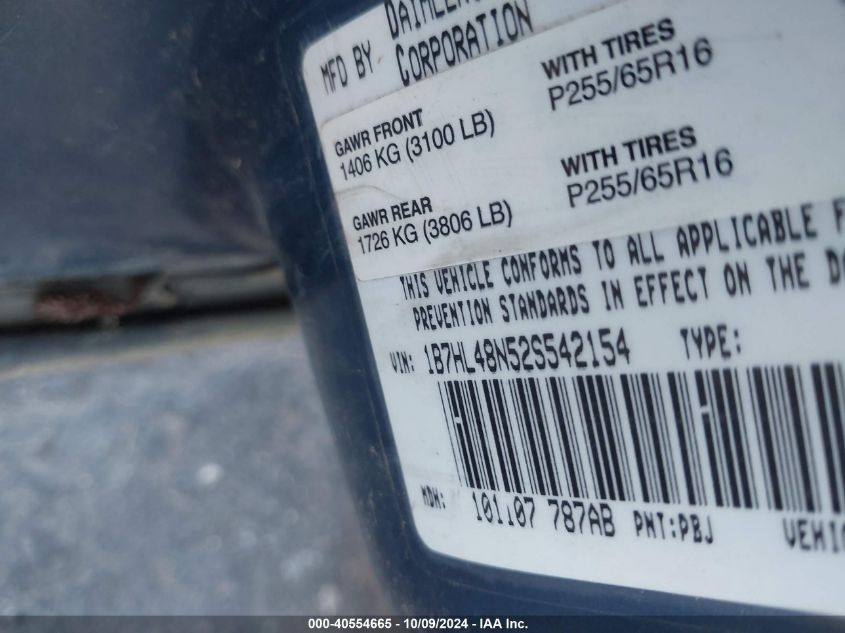 MFD BY
CORPORATION
GAWR FRONT WITH TIRES
1406 KG (3100 LB) P255/65R16
GAWR REAR WITH TIRES
1726 KG (3806 LB) P255/65R16
THIS VEHICLE CONFORMS TO ALL APPLICABLE F
PREVENTION STANDARDS IN EFFECT ON THE D
VIN: 1B7HL48N52S542154 TYPE:
MDH: 101107 787AB PNT:PBJ VEHI
000-40554665 - 10/09/2024 - IAA Inc.